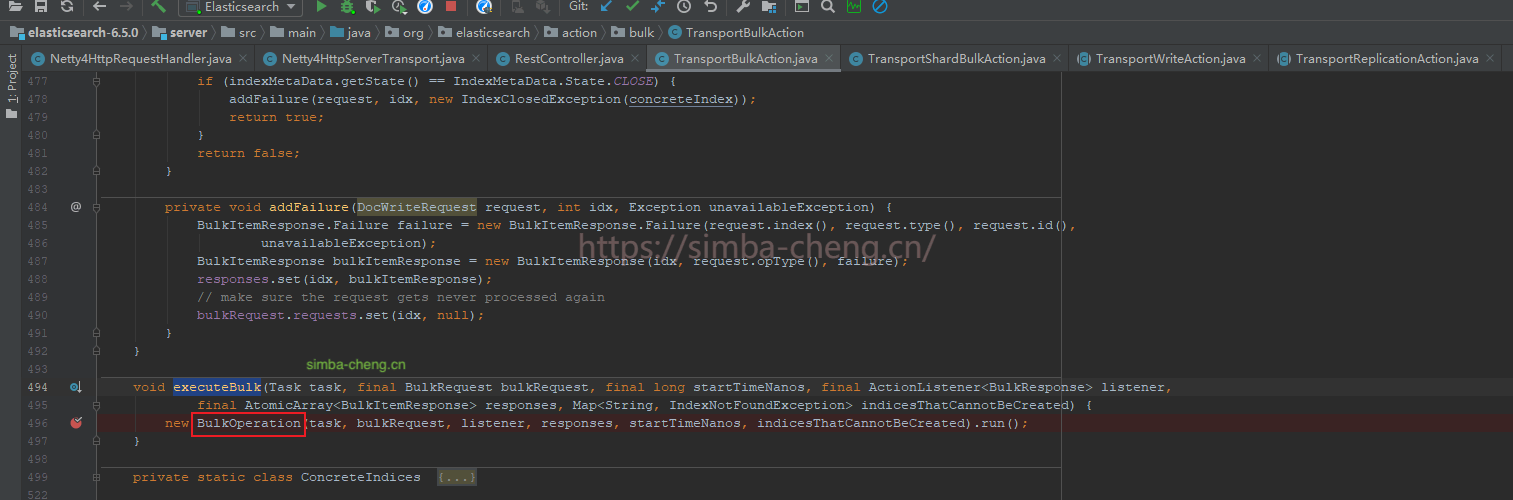 Elasticsearch
Git:
elasticsearch-6.5.0 server src main java org elasticsearch action bulk TransportBulkAction
Netty4HttpRequestHandler.java Netty4HttpServerTransport.java RestController.java TransportBulkAction.java TransportShardBulkAction.java TransportWriteAction.java TransportReplicationAction.java
1: Project
477 if (indexMetaData.getState() == IndexMetaData.State.CLOSE) {
478 addFailure(request, idx, new IndexClosedException(concreteIndex));
479 return true;
480 }
481 return false;
482 }
483
484 @ private void addFailure(DocWriteRequest request, int idx, Exception unavailableException) {
485 BulkItemResponse.Failure failure = new BulkItemResponse.Failure(request.index(), request.type(), request.id(),
486 unavailableException);
https://simba-cheng.cn/
487 BulkItemResponse bulkItemResponse = new BulkItemResponse(idx, request.opType(), failure);
488 responses.set(idx, bulkItemResponse);
489 // make sure the request gets never processed again
490 bulkRequest.requests.set(idx, null);
491 }
492 }
493
simba-cheng.cn
494 void executeBulk(Task task, final BulkRequest bulkRequest, final long startTimeNanos, final ActionListener<BulkResponse> listener,
495 final AtomicArray<BulkItemResponse> responses, Map<String, IndexNotFoundException> indicesThatCannotBeCreated) {
496 new BulkOperation(task, bulkRequest, listener, responses, startTimeNanos, indicesThatCannotBeCreated).run();
497 }
498
499 private static class ConcreteIndices {...}
522